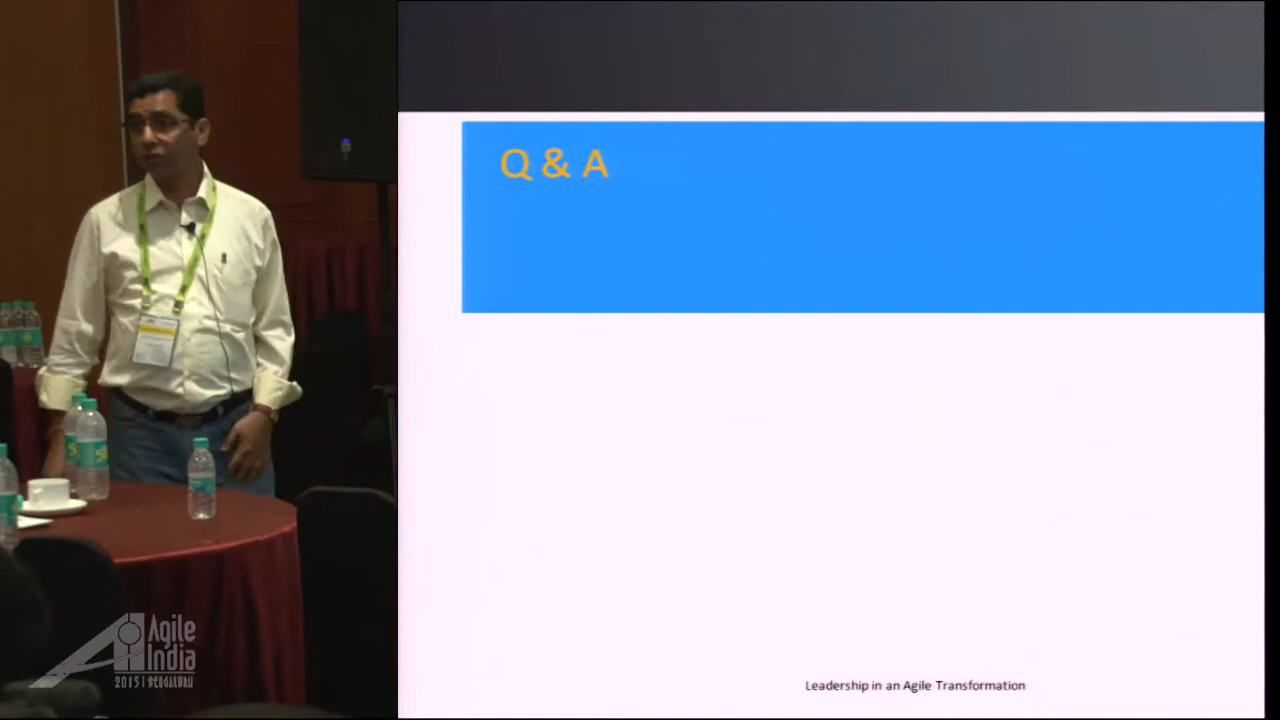 Q & A
Agile
India
2015 | BENGALURU
Leadership in an Agile Transformation